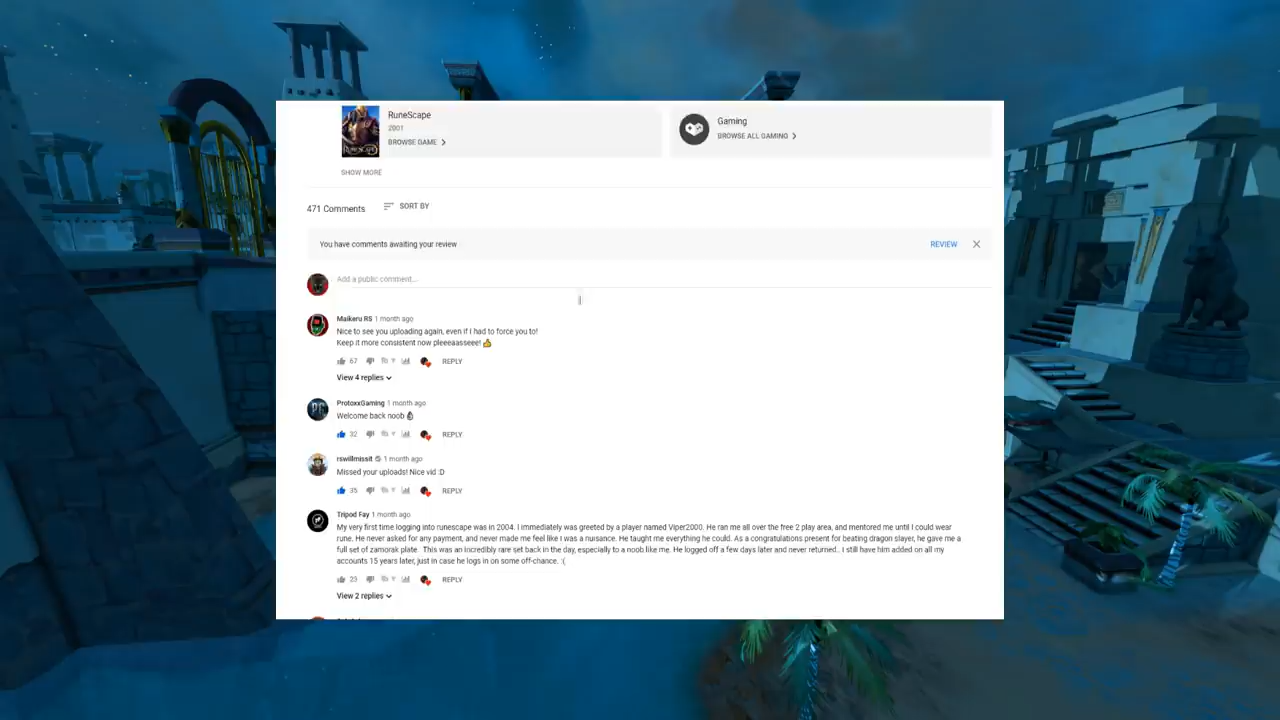 RuneScape
2001
BROWSE GAME
Gaming
BROWSE ALL GAMING
SHOW MORE
471 Comments
SORT BY
You have comments awaiting your review
REVIEW
Add a public comment...
Maikeru RS 1 month ago
Nice to see you uploading again, even if I had to force you to!
Keep it more consistent now pleeeaasseee! 👍
67
REPLY
View 4 replies
ProtoxxGaming 1 month ago
Welcome back noob
32
REPLY
rswillmissit 1 month ago
Missed your uploads! Nice vid :D
35
REPLY
Tripod Fay 1 month ago
My very first time logging into runescape was in 2004. I immediately was greeted by a player named Viper2000. He ran me all over the free 2 play area, and mentored me until I could wear
rune. He never asked for any payment, and never made me feel like I was a nuisance. He taught me everything he could. As a congratulations present for beating dragon slayer, he gave me a
full set of zamorak plate. This was an incredibly rare set back in the day, especially to a noob like me. He logged off a few days later and never returned.. I still have him added on all my
accounts 15 years later, just in case he logs in on some off-chance. :(
23
REPLY
View 2 replies